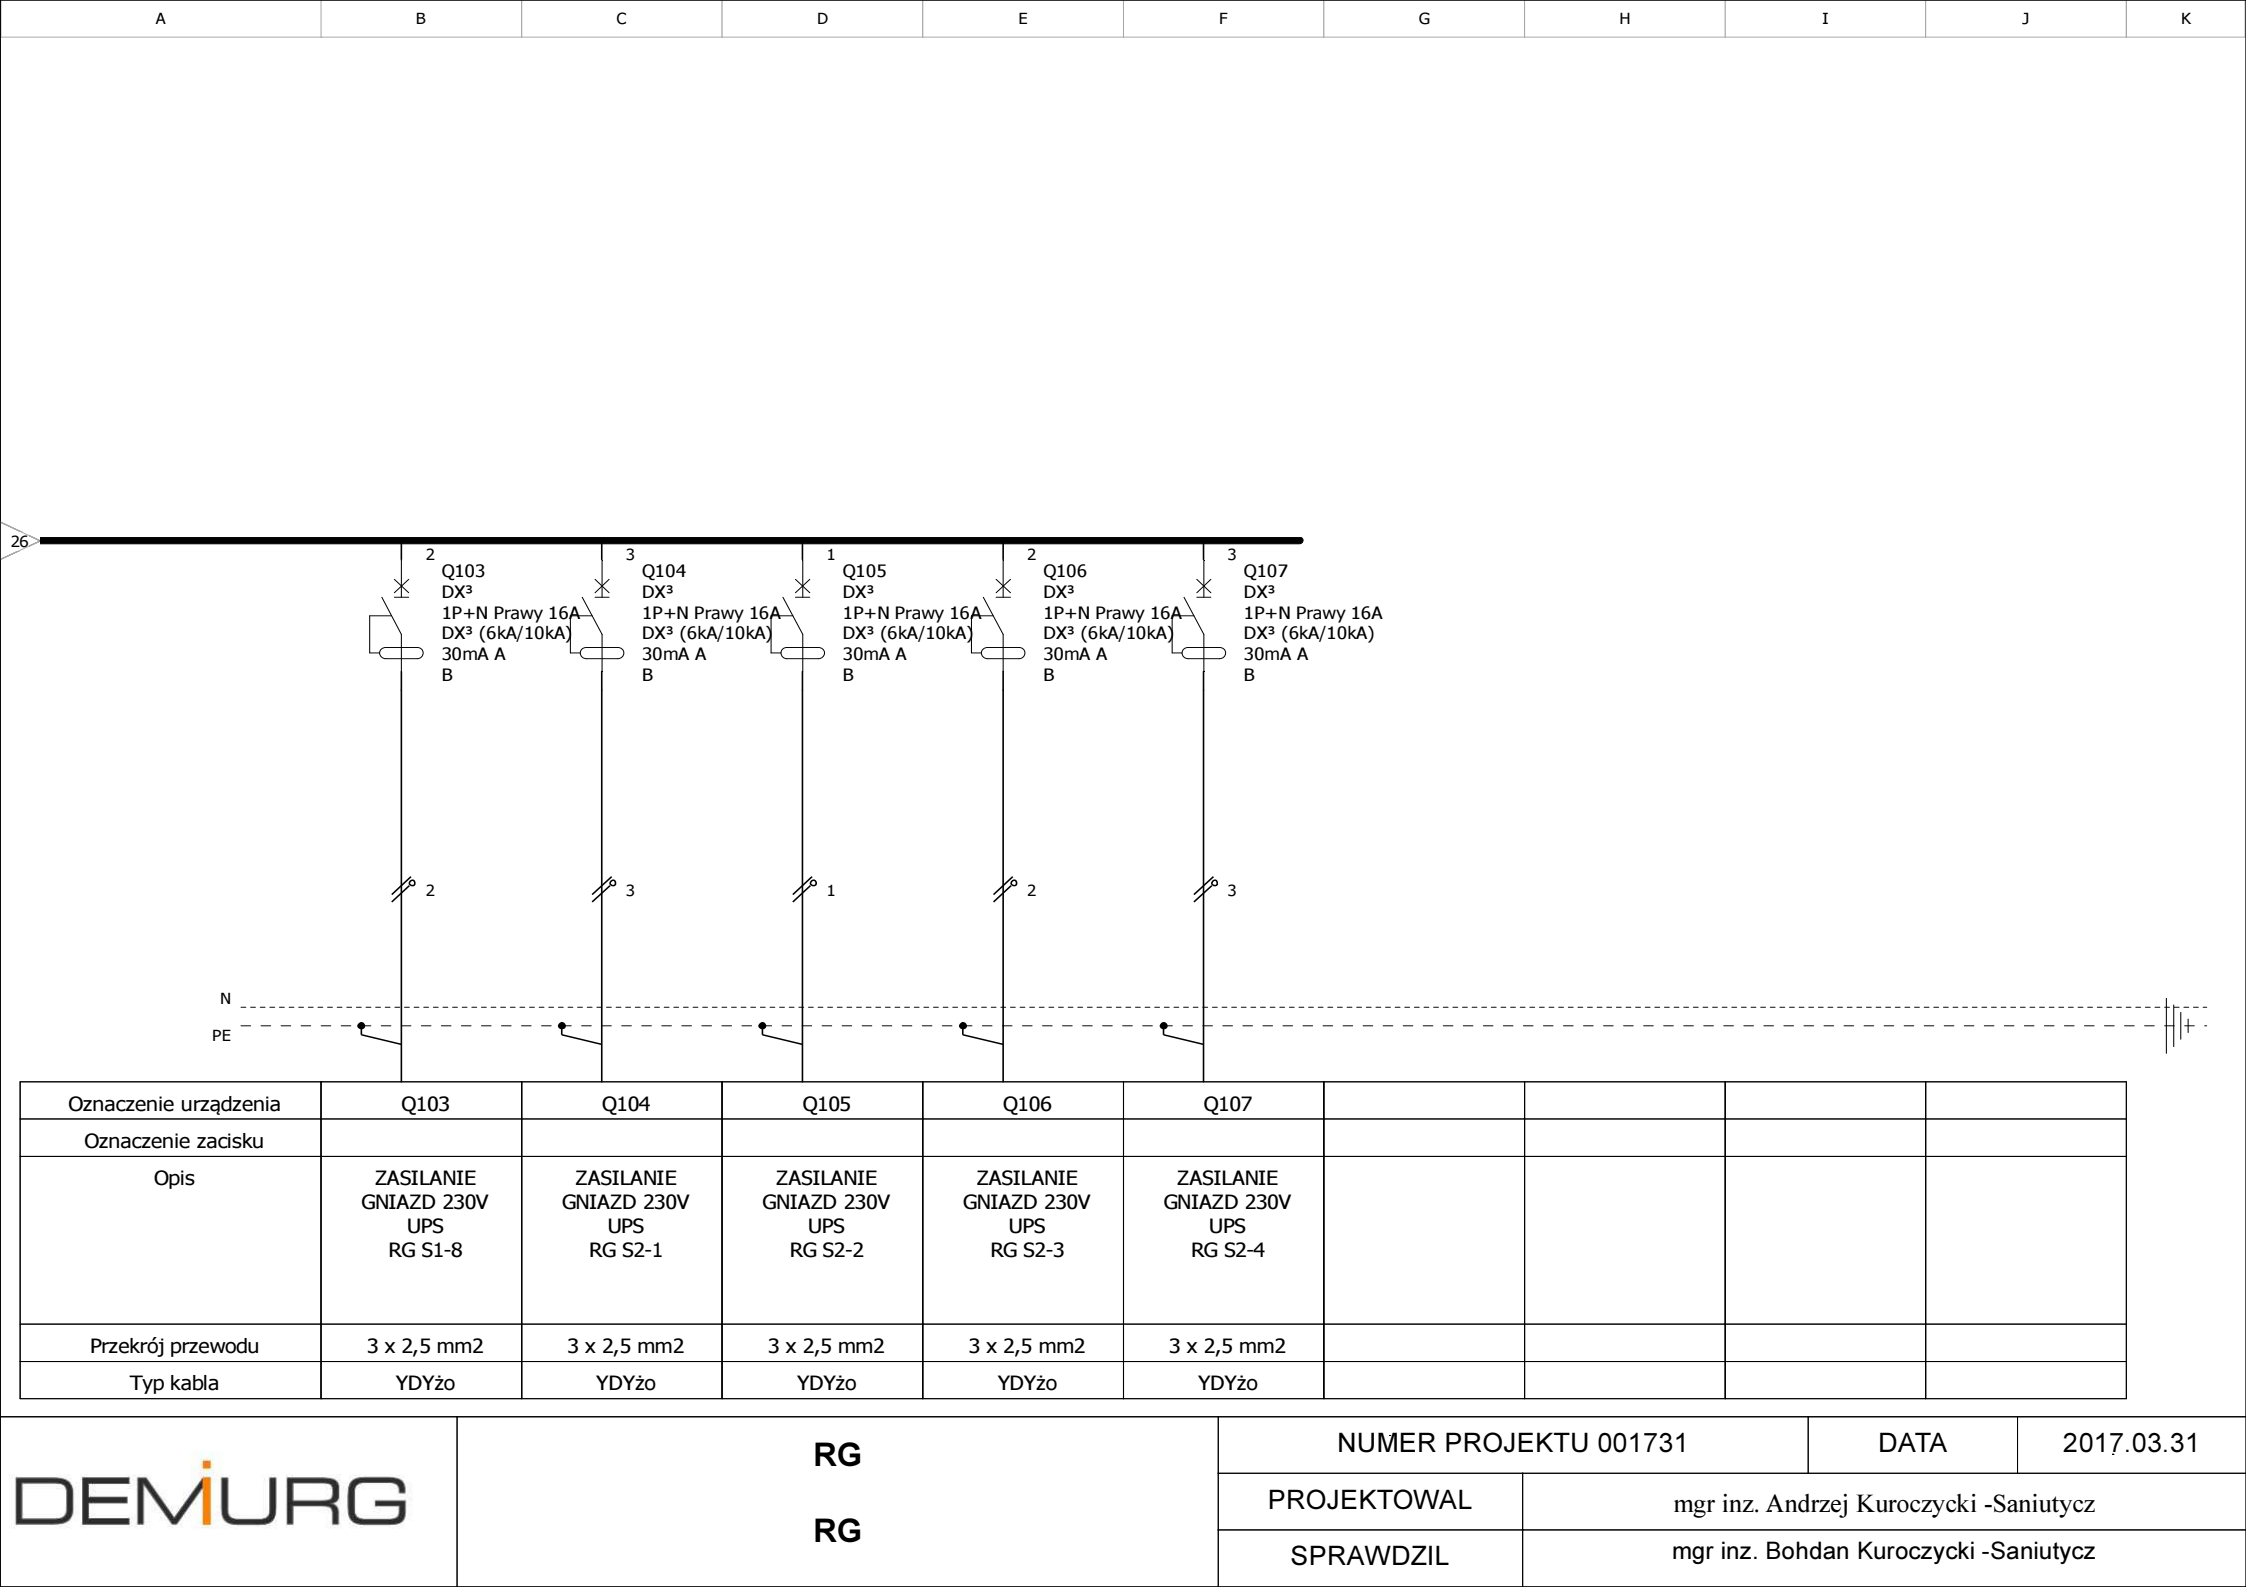 A B C D E F G H I J K
26
2 3 1 2 3
Q103 Q104 Q105 Q106 Q107
DX³ DX³ DX³ DX³ DX³
1P+N Prawy 16A 1P+N Prawy 16A 1P+N Prawy 16A 1P+N Prawy 16A 1P+N Prawy 16A
DX³ (6kA/10kA) DX³ (6kA/10kA) DX³ (6kA/10kA) DX³ (6kA/10kA) DX³ (6kA/10kA)
30mA A 30mA A 30mA A 30mA A 30mA A
B B B B B
2 3 1 2 3
N
PE
Oznaczenie urządzenia Q103 Q104 Q105 Q106 Q107
Oznaczenie zacisku
Opis ZASILANIE ZASILANIE ZASILANIE ZASILANIE ZASILANIE
GNIAZD 230V GNIAZD 230V GNIAZD 230V GNIAZD 230V GNIAZD 230V
UPS UPS UPS UPS UPS
RG S1-8 RG S2-1 RG S2-2 RG S2-3 RG S2-4
Przekrój przewodu 3 x 2,5 mm2 3 x 2,5 mm2 3 x 2,5 mm2 3 x 2,5 mm2 3 x 2,5 mm2
Typ kabla YDYżo YDYżo YDYżo YDYżo YDYżo
DEMiURG
RG
RG
NUMER PROJEKTU 001731 DATA 2017.03.31
PROJEKTOWAL mgr inz. Andrzej Kuroczycki -Saniutycz
SPRAWDZIL mgr inz. Bohdan Kuroczycki -Saniutycz